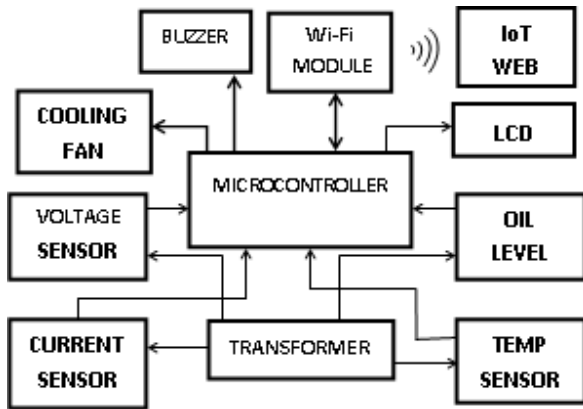 BUZZER
Wi-Fi
MODULE
IoT
WEB
COOLING
FAN
LCD
MICROCONTROLLER
VOLTAGE
SENSOR
OIL
LEVEL
CURRENT
SENSOR
TRANSFORMER
TEMP
SENSOR